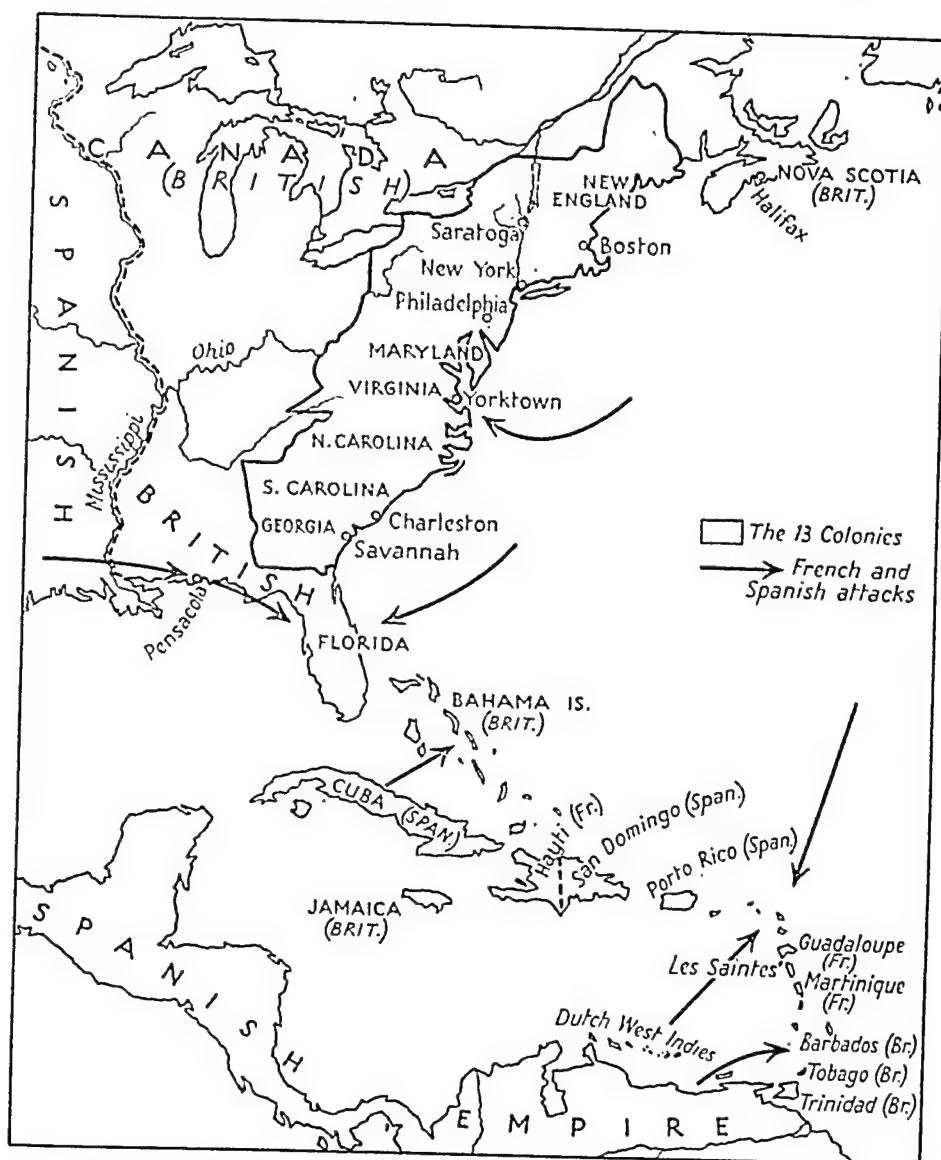 CANADA
(BRITISH)
SPANISH
NEW
ENGLAND
NOVA SCOTIA
(BRIT.)
Halifax
Saratoga
Boston
New York
Philadelphia
Ohio
MARYLAND
VIRGINIA
Yorktown
N. CAROLINA
Mississippi
BRITISH
S. CAROLINA
GEORGIA
Charleston
Savannah
The 13 Colonies
French and
Spanish attacks
Pensacola
FLORIDA
BAHAMA IS.
(BRIT.)
CUBA (SPAN.)
Hayti (Fr.)
San Domingo (Span.)
Porto Rico (Span.)
JAMAICA
(BRIT.)
Les Saintes
Guadaloupe
(Fr.)
Martinique
(Fr.)
Dutch West Indies
Barbados (Br.)
Tobago (Br.)
Trinidad (Br.)
SPANISH
EMPIRE